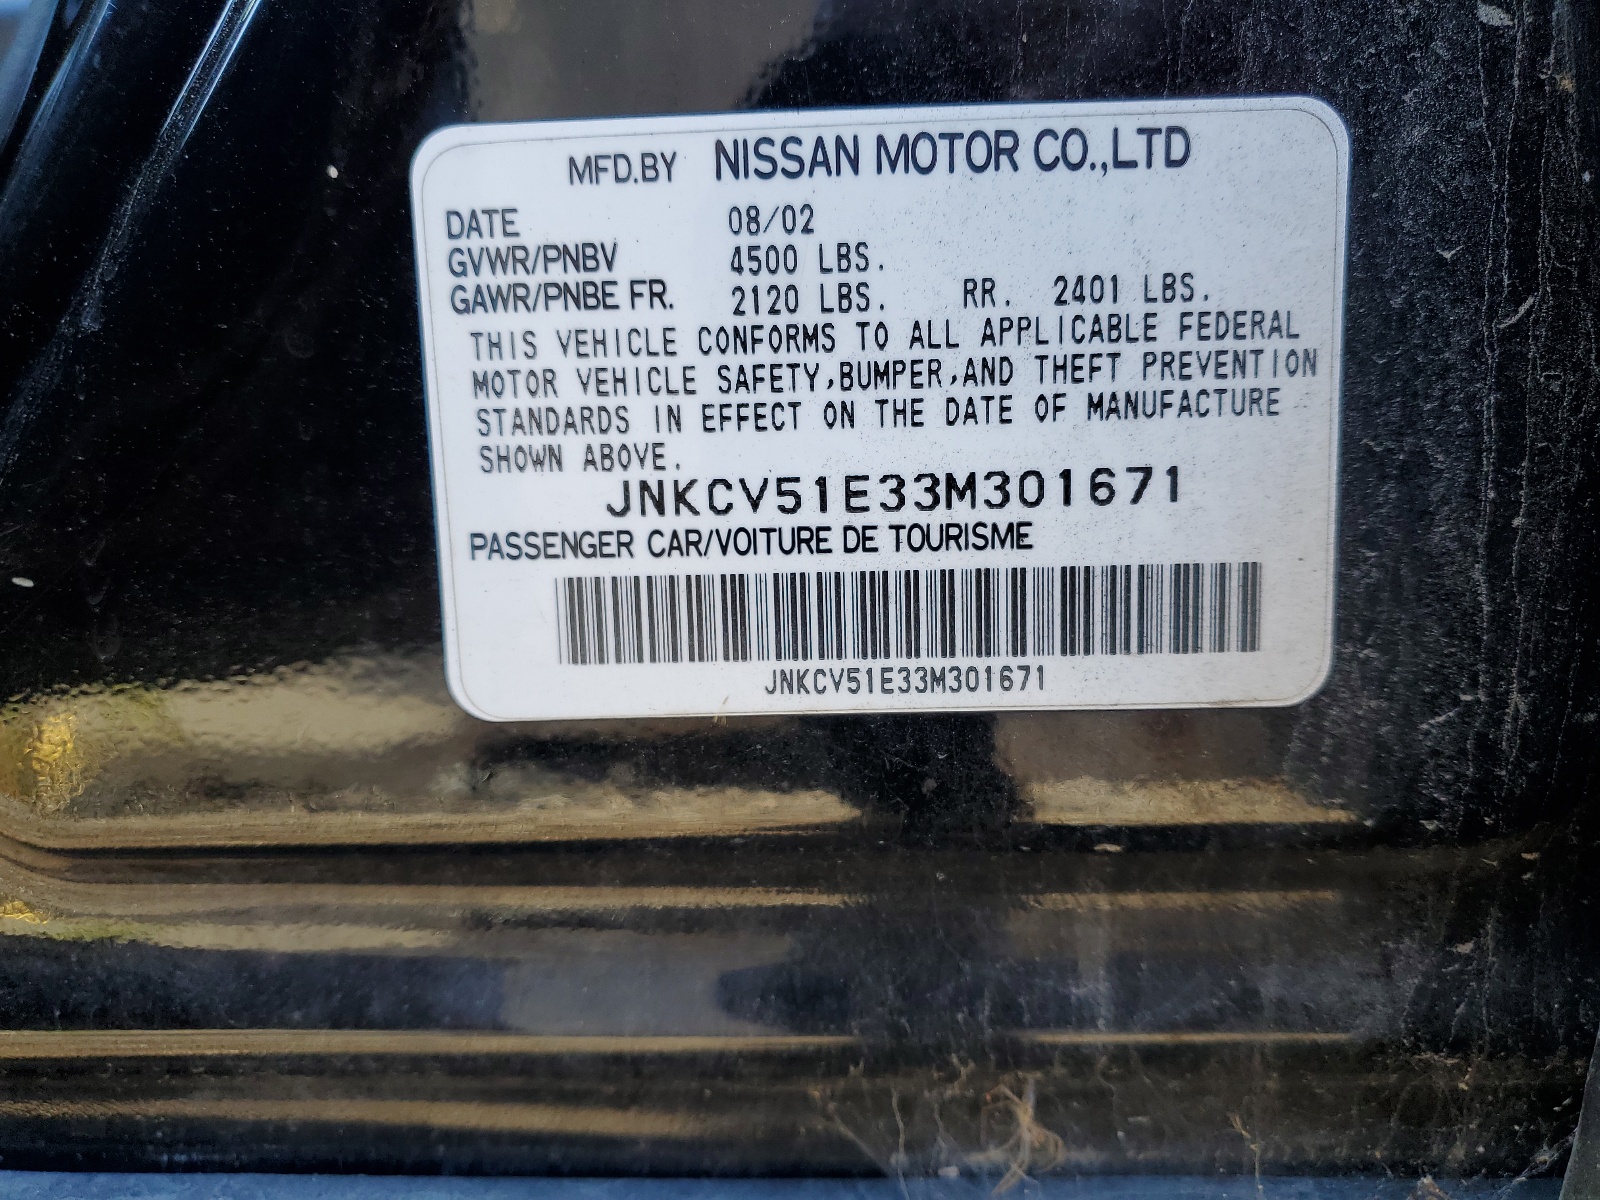 MFD.BY NISSAN MOTOR CO.,LTD
DATE 08/02
GVWR/PNBV 4500 LBS.
GAWR/PNBE FR. 2120 LBS. RR. 2401 LBS.
THIS VEHICLE CONFORMS TO ALL APPLICABLE FEDERAL
MOTOR VEHICLE SAFETY,BUMPER,AND THEFT PREVENTION
STANDARDS IN EFFECT ON THE DATE OF MANUFACTURE
SHOWN ABOVE.
JNKCV51E33M301671
PASSENGER CAR/VOITURE DE TOURISME
JNKCV51E33M301671